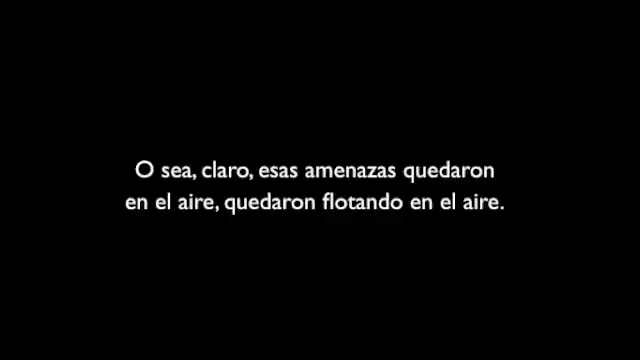 O sea, claro, esas amenazas quedaron
en el aire, quedaron flotando en el aire.